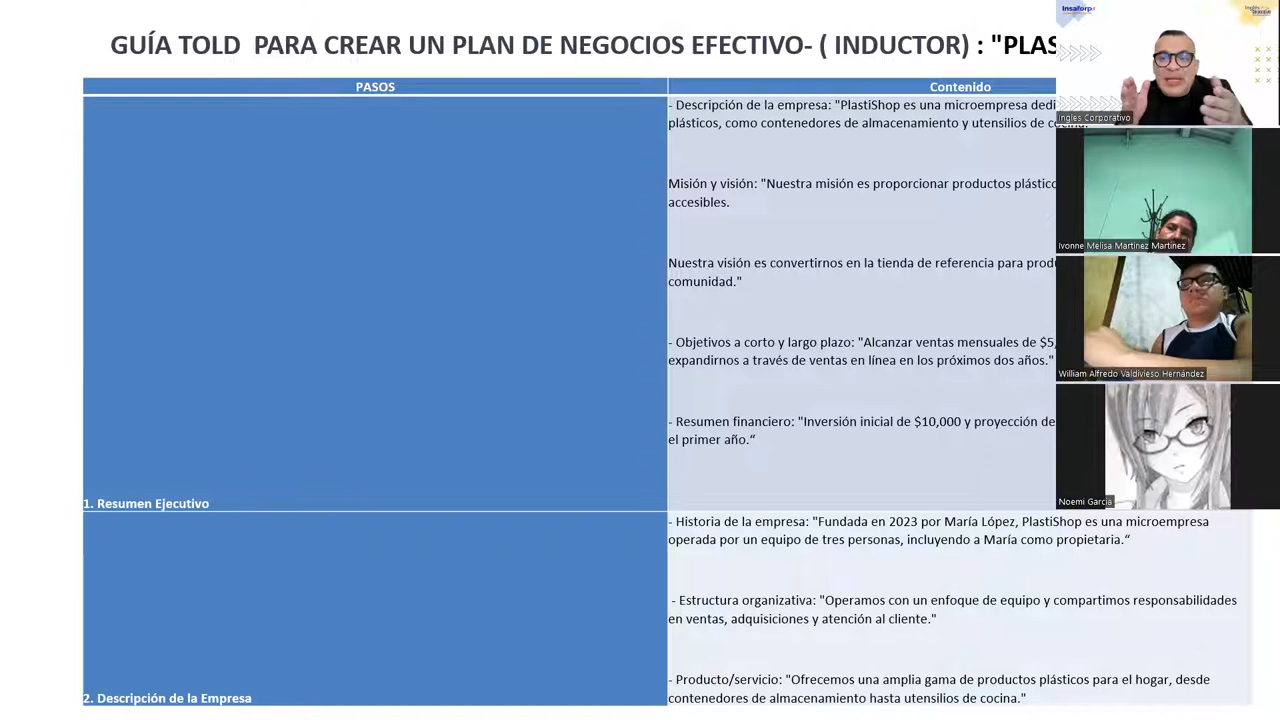 GUÍA TOLD PARA CREAR UN PLAN DE NEGOCIOS EFECTIVO- ( INDUCTOR) : "PLAS
PASOS
Contenido
- Descripción de la empresa: "PlastiShop es una microempresa dedi
plásticos, como contenedores de almacenamiento y utensilios de cocina.
Misión y visión: "Nuestra misión es proporcionar productos plástico
accesibles.
Nuestra visión es convertirnos en la tienda de referencia para produ
comunidad."
- Objetivos a corto y largo plazo: "Alcanzar ventas mensuales de $5,
expandirnos a través de ventas en línea en los próximos dos años."
- Resumen financiero: "Inversión inicial de $10,000 y proyección de
el primer año.“
1. Resumen Ejecutivo
- Historia de la empresa: "Fundada en 2023 por María López, PlastiShop es una microempresa
operada por un equipo de tres personas, incluyendo a María como propietaria.“
- Estructura organizativa: "Operamos con un enfoque de equipo y compartimos responsabilidades
en ventas, adquisiciones y atención al cliente."
- Producto/servicio: "Ofrecemos una amplia gama de productos plásticos para el hogar, desde
contenedores de almacenamiento hasta utensilios de cocina."
2. Descripción de la Empresa
Insaforp
Ingles Corporativo
Ivonne Melisa Martínez Martínez
William Alfredo Valdivieso Hernández
Noemi García